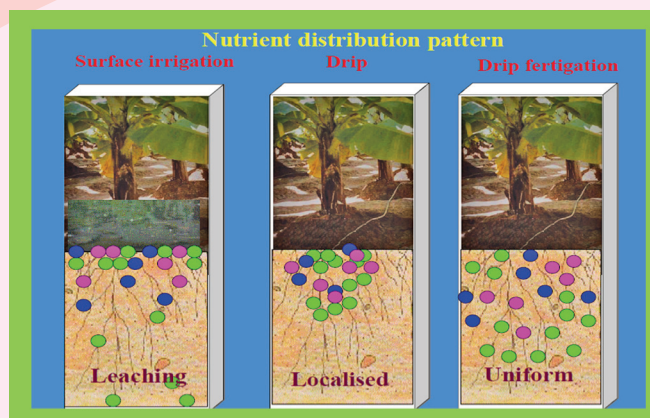 Nutrient distribution pattern
Surface irrigation
Drip
Drip fertigation
Leaching
Localised
Uniform